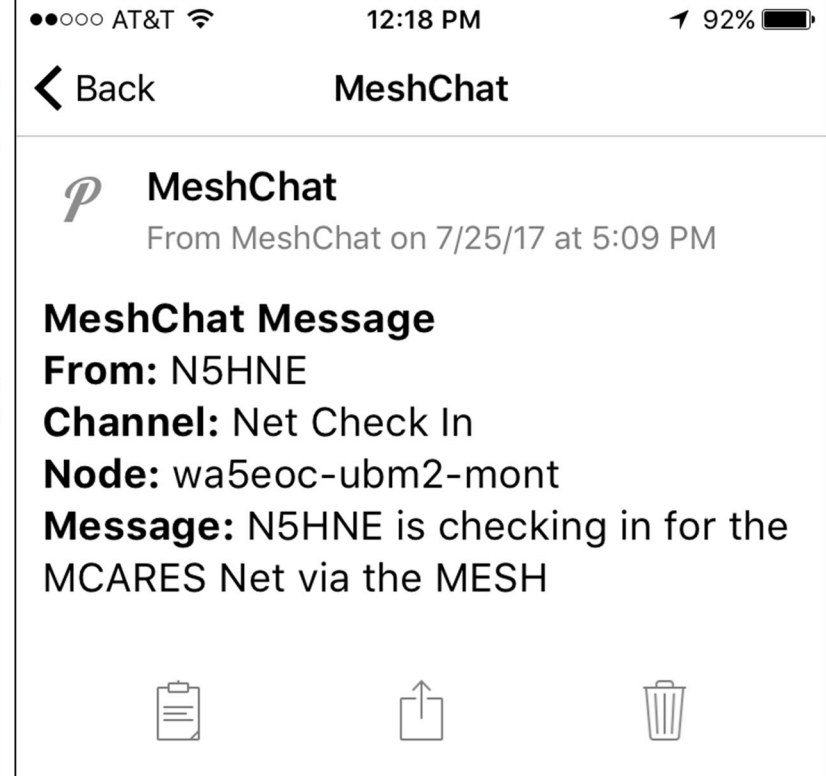 AT&T 12:18 PM 92%
Back MeshChat
MeshChat
From MeshChat on 7/25/17 at 5:09 PM
MeshChat Message
From: N5HNE
Channel: Net Check In
Node: wa5eoc-ubm2-mont
Message: N5HNE is checking in for the
MCARES Net via the MESH